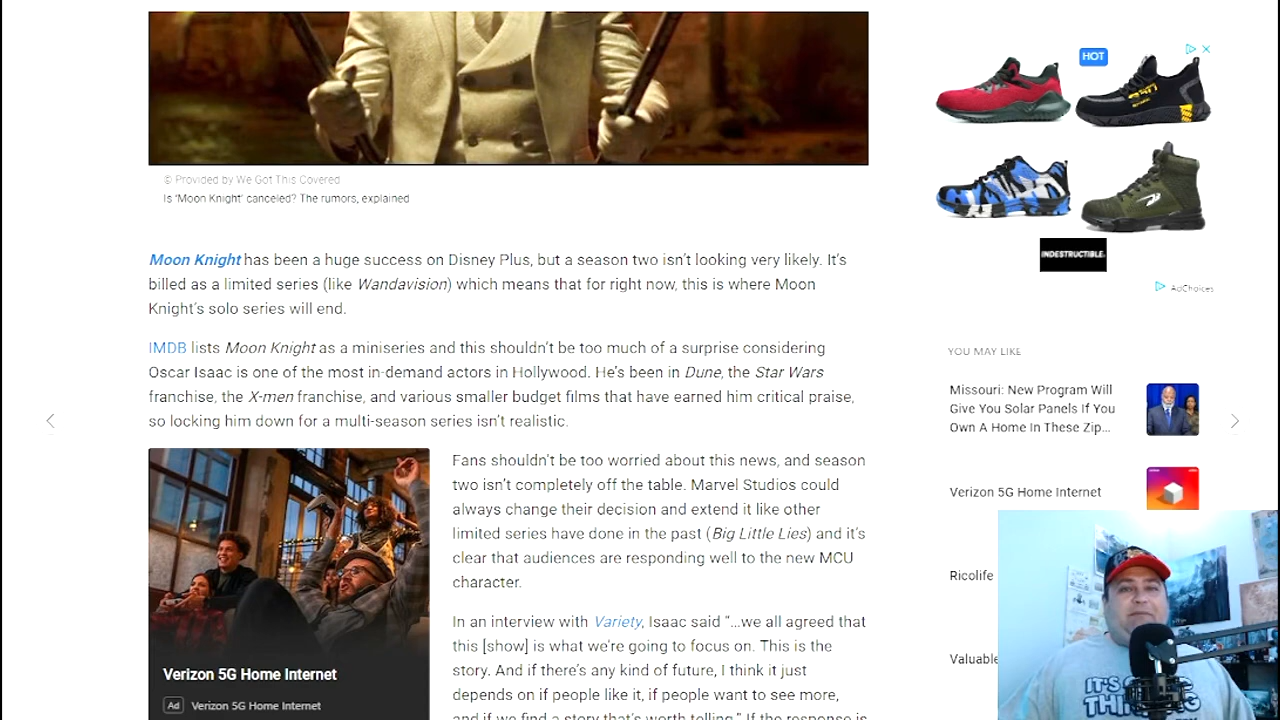 © Provided by We Got This Covered
Is 'Moon Knight' canceled? The rumors, explained
Moon Knight has been a huge success on Disney Plus, but a season two isn't looking very likely. It's
billed as a limited series (like Wandavision) which means that for right now, this is where Moon
Knight's solo series will end.
IMDB lists Moon Knight as a miniseries and this shouldn't be too much of a surprise considering
Oscar Isaac is one of the most in-demand actors in Hollywood. He's been in Dune, the Star Wars
franchise, the X-men franchise, and various smaller budget films that have earned him critical praise,
so locking him down for a multi-season series isn't realistic.
Fans shouldn't be too worried about this news, and season
two isn't completely off the table. Marvel Studios could
always change their decision and extend it like other
limited series have done in the past (Big Little Lies) and it's
clear that audiences are responding well to the new MCU
character.
In an interview with Variety, Isaac said "...we all agreed that
this [show] is what we're going to focus on. This is the
story. And if there's any kind of future, I think it just
depends on if people like it, if people want to see more,
and if we find a story that's worth telling." If the response is
Verizon 5G Home Internet
Ad Verizon 5G Home Internet
HOT
INDESTRUCTIBLE
AdChoices
YOU MAY LIKE
Missouri: New Program Will
Give You Solar Panels If You
Own A Home In These Zip...
Verizon 5G Home Internet
Ricolife
Valuable
IT'S